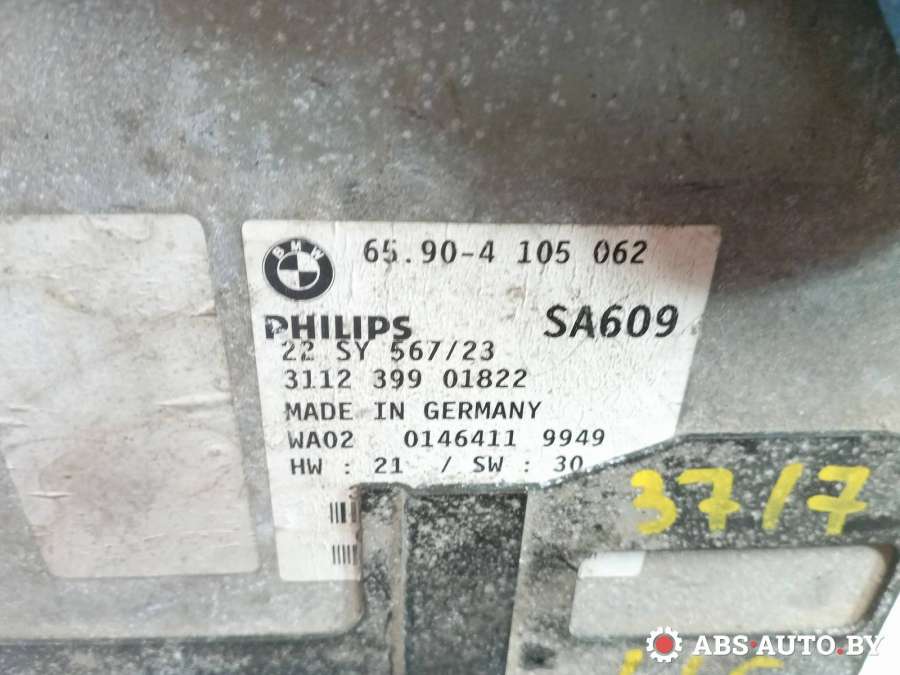 BMW
65.90-4 105 062
PHILIPS SA609
22 SY 567/23
3112 399 01822
MADE IN GERMANY
WA02 0146411 9949
HW : 21 / SW : 30
37/7
ABS-AUTO.BY